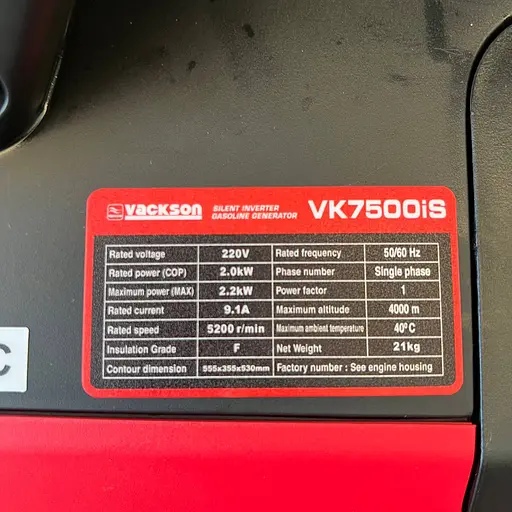 vackson SILENT INVERTER GASOLINE GENERATOR VK7500iS
Rated voltage 220V Rated frequency 50/60 Hz
Rated power (COP) 2.0kW Phase number Single phase
Maximum power (MAX) 2.2kW Power factor 1
Rated current 9.1A Maximum altitude 4000 m
Rated speed 5200 r/min Maximum ambient temperature 40°C
Insulation Grade F Net Weight 21kg
Contour dimension 555x355x530mm Factory number : See engine housing
C